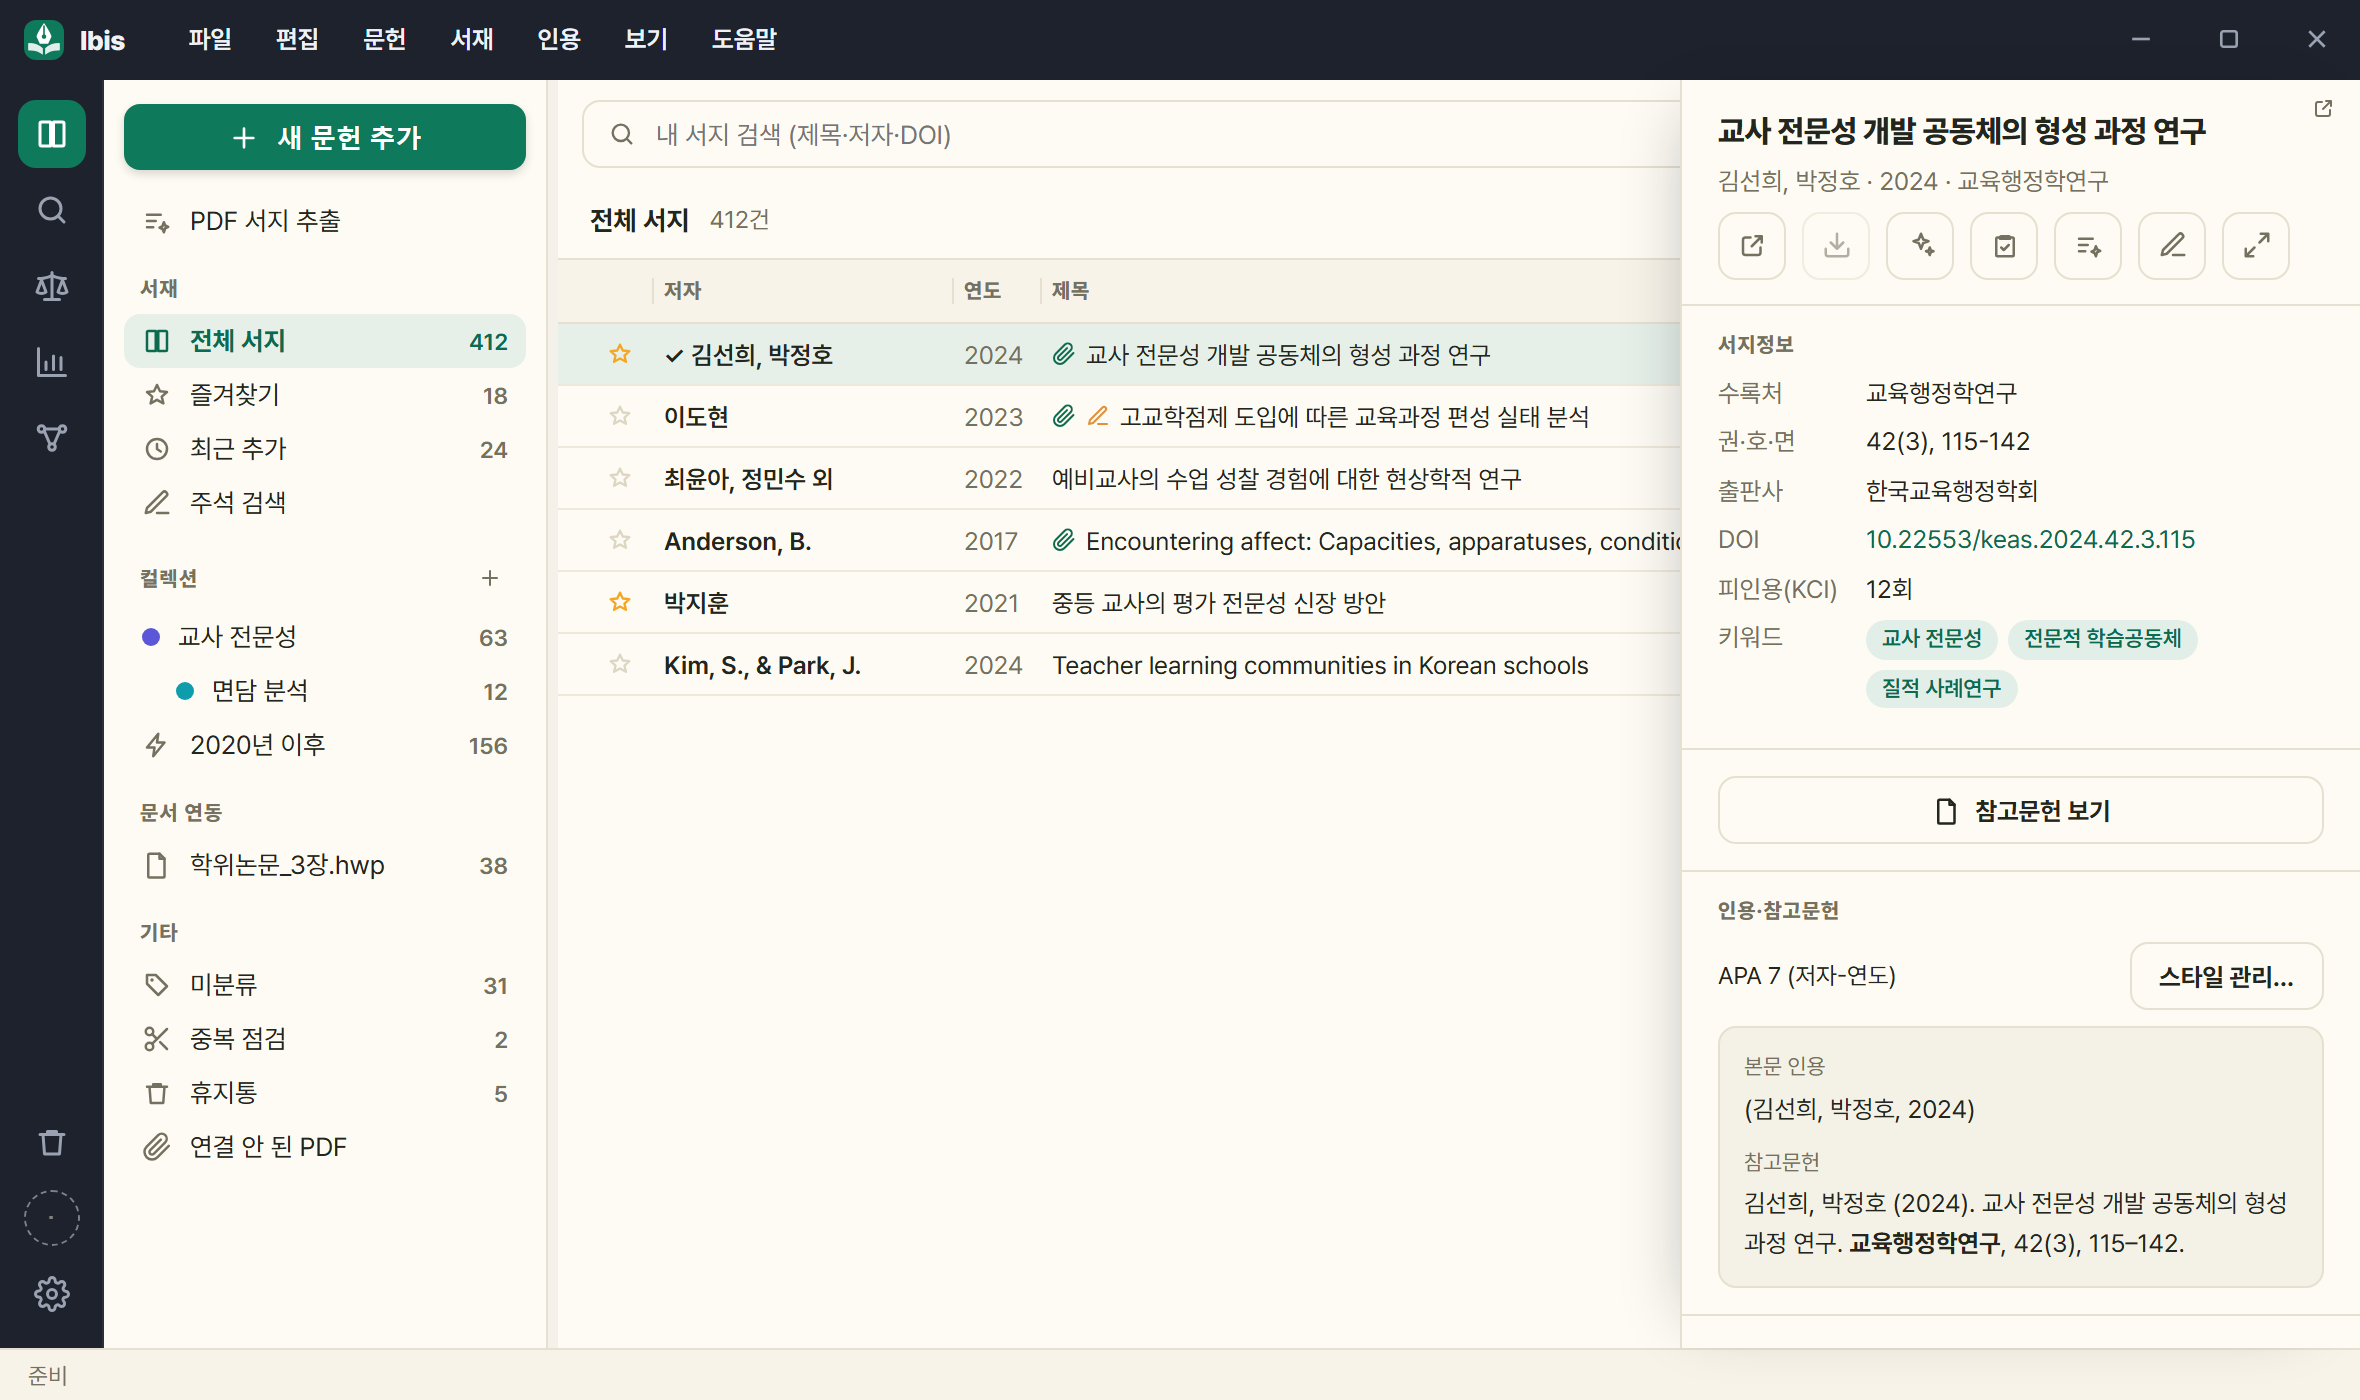 Ibis 파일 편집 문헌 서재 인용 보기 도움말
새 문헌 추가
PDF 서지 추출
서재
전체 서지 412
즐겨찾기 18
최근 추가 24
주석 검색
컬렉션
교사 전문성 63
면담 분석 12
2020년 이후 156
문서 연동
학위논문_3장.hwp 38
기타
미분류 31
중복 점검 2
휴지통 5
연결 안 된 PDF
내 서지 검색 (제목·저자·DOI)
전체 서지 412건
저자 연도 제목
✓ 김선희, 박정호 2024 교사 전문성 개발 공동체의 형성 과정 연구
이도현 2023 고교학점제 도입에 따른 교육과정 편성 실태 분석
최윤아, 정민수 외 2022 예비교사의 수업 성찰 경험에 대한 현상학적 연구
Anderson, B. 2017 Encountering affect: Capacities, apparatuses,
박지훈 2021 중등 교사의 평가 전문성 신장 방안
Kim, S., & Park, J. 2024 Teacher learning communities in Korean schools
교사 전문성 개발 공동체의 형성 과정 연구
김선희, 박정호 · 2024 · 교육행정학연구
서지정보
수록처 교육행정학연구
권·호·면 42(3), 115-142
출판사 한국교육행정학회
DOI 10.22553/keas.2024.42.3.115
피인용(KCI) 12회
키워드 교사 전문성 전문적 학습공동체
질적 사례연구
참고문헌 보기
인용·참고문헌
APA 7 (저자-연도) 스타일 관리...
본문 인용
(김선희, 박정호, 2024)
참고문헌
김선희, 박정호 (2024). 교사 전문성 개발 공동체의 형성
과정 연구. 교육행정학연구, 42(3), 115–142.
준비